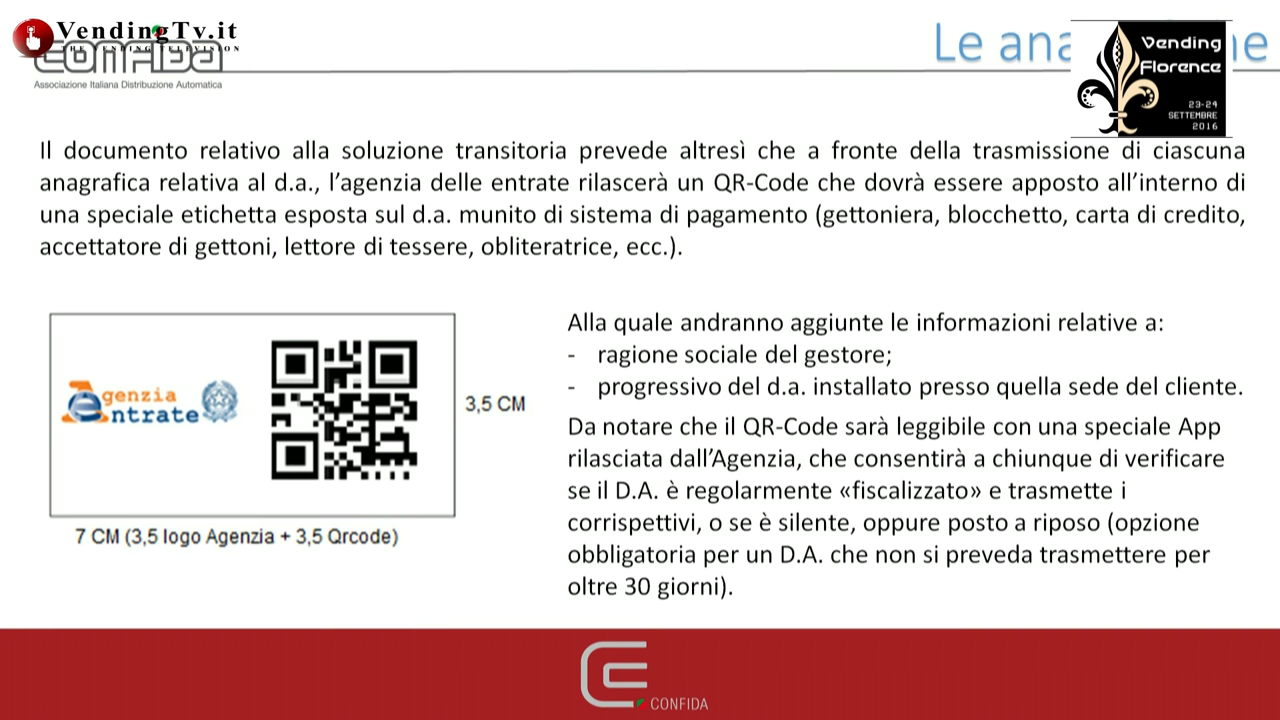 VendingTv.it
THE VENDING TELEVISION
CONFIDA
Associazione Italiana Distribuzione Automatica
Le
Vending
Florence
23-24
SETTEMBRE
2016
Il documento relativo alla soluzione transitoria prevede altresì che a fronte della trasmissione di ciascuna
anagrafica relativa al d.a., l’agenzia delle entrate rilascerà un QR-Code che dovrà essere apposto all’interno di
una speciale etichetta esposta sul d.a. munito di sistema di pagamento (gettoniera, blocchetto, carta di credito,
accettatore di gettoni, lettore di tessere, obliteratrice, ecc.).
Agenzia
Entrate
3,5 CM
7 CM (3,5 logo Agenzia + 3,5 Qrcode)
Alla quale andranno aggiunte le informazioni relative a:
- ragione sociale del gestore;
- progressivo del d.a. installato presso quella sede del cliente.
Da notare che il QR-Code sarà leggibile con una speciale App
rilasciata dall’Agenzia, che consentirà a chiunque di verificare
se il D.A. è regolarmente «fiscalizzato» e trasmette i
corrispettivi, o se è silente, oppure posto a riposo (opzione
obbligatoria per un D.A. che non si preveda trasmettere per
oltre 30 giorni).
CONFIDA